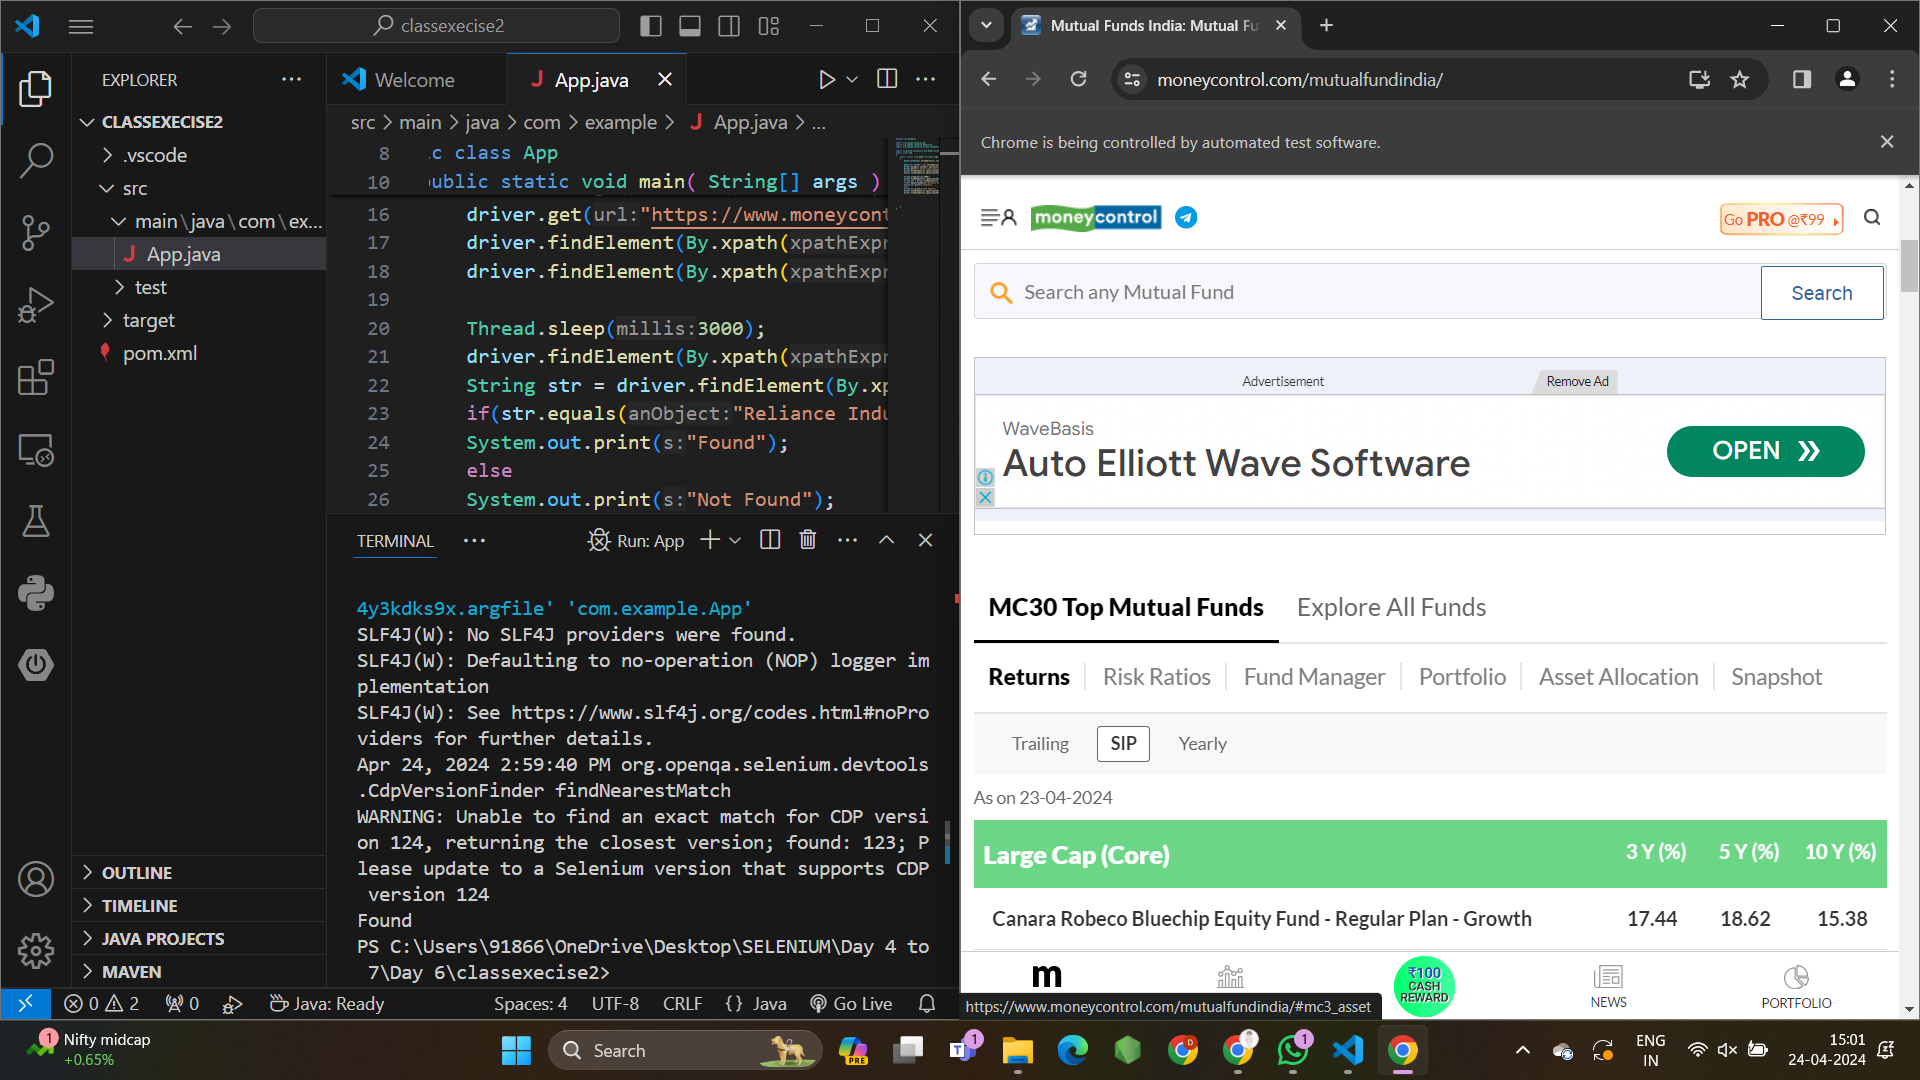 classexecise2
EXPLORER
CLASSEXECISE2
.vscode
src
main\java\com\ex...
App.java
test
target
pom.xml
OUTLINE
TIMELINE
JAVA PROJECTS
MAVEN
Welcome
App.java
src > main > java > com > example > App.java > ...
8 class App
10 public static void main( String[] args )
16 driver.get(url:"https://www.moneycont
17 driver.findElement(By.xpath(xpathExpr
18 driver.findElement(By.xpath(xpathExpr
19
20 Thread.sleep(millis:3000);
21 driver.findElement(By.xpath(xpathExpr
22 String str = driver.findElement(By.xp
23 if(str.equals(anObject:"Reliance Indu
24 System.out.print(s:"Found");
25 else
26 System.out.print(s:"Not Found");
TERMINAL
Run: App
4y3kdks9x.argfile' 'com.example.App'
SLF4J(W): No SLF4J providers were found.
SLF4J(W): Defaulting to no-operation (NOP) logger im
plementation
SLF4J(W): See https://www.slf4j.org/codes.html#noPro
viders for further details.
Apr 24, 2024 2:59:40 PM org.openqa.selenium.devtools
.CdpVersionFinder findNearestMatch
WARNING: Unable to find an exact match for CDP versi
on 124, returning the closest version; found: 123; P
lease update to a Selenium version that supports CDP
version 124
Found
PS C:\Users\91866\OneDrive\Desktop\SELENIUM\Day 4 to
7\Day 6\classexecise2>
0 2 0 Java: Ready Spaces: 4 UTF-8 CRLF {} Java Go Live
Mutual Funds India: Mutual Fu
moneycontrol.com/mutualfundindia/
Chrome is being controlled by automated test software.
moneycontrol
Go PRO @₹99
Search any Mutual Fund
Search
Advertisement
Remove Ad
WaveBasis
Auto Elliott Wave Software
OPEN
MC30 Top Mutual Funds
Explore All Funds
Returns Risk Ratios Fund Manager Portfolio Asset Allocation Snapshot
Trailing SIP Yearly
As on 23-04-2024
Large Cap (Core) 3 Y (%) 5 Y (%) 10 Y (%)
Canara Robeco Bluechip Equity Fund - Regular Plan - Growth 17.44 18.62 15.38
m
₹100
CASH
REWARD
NEWS
PORTFOLIO
https://www.moneycontrol.com/mutualfundindia/#mc3_asset
1
Nifty midcap
+0.65%
Search
PRE
T
1
D
1
ENG
IN
15:01
24-04-2024